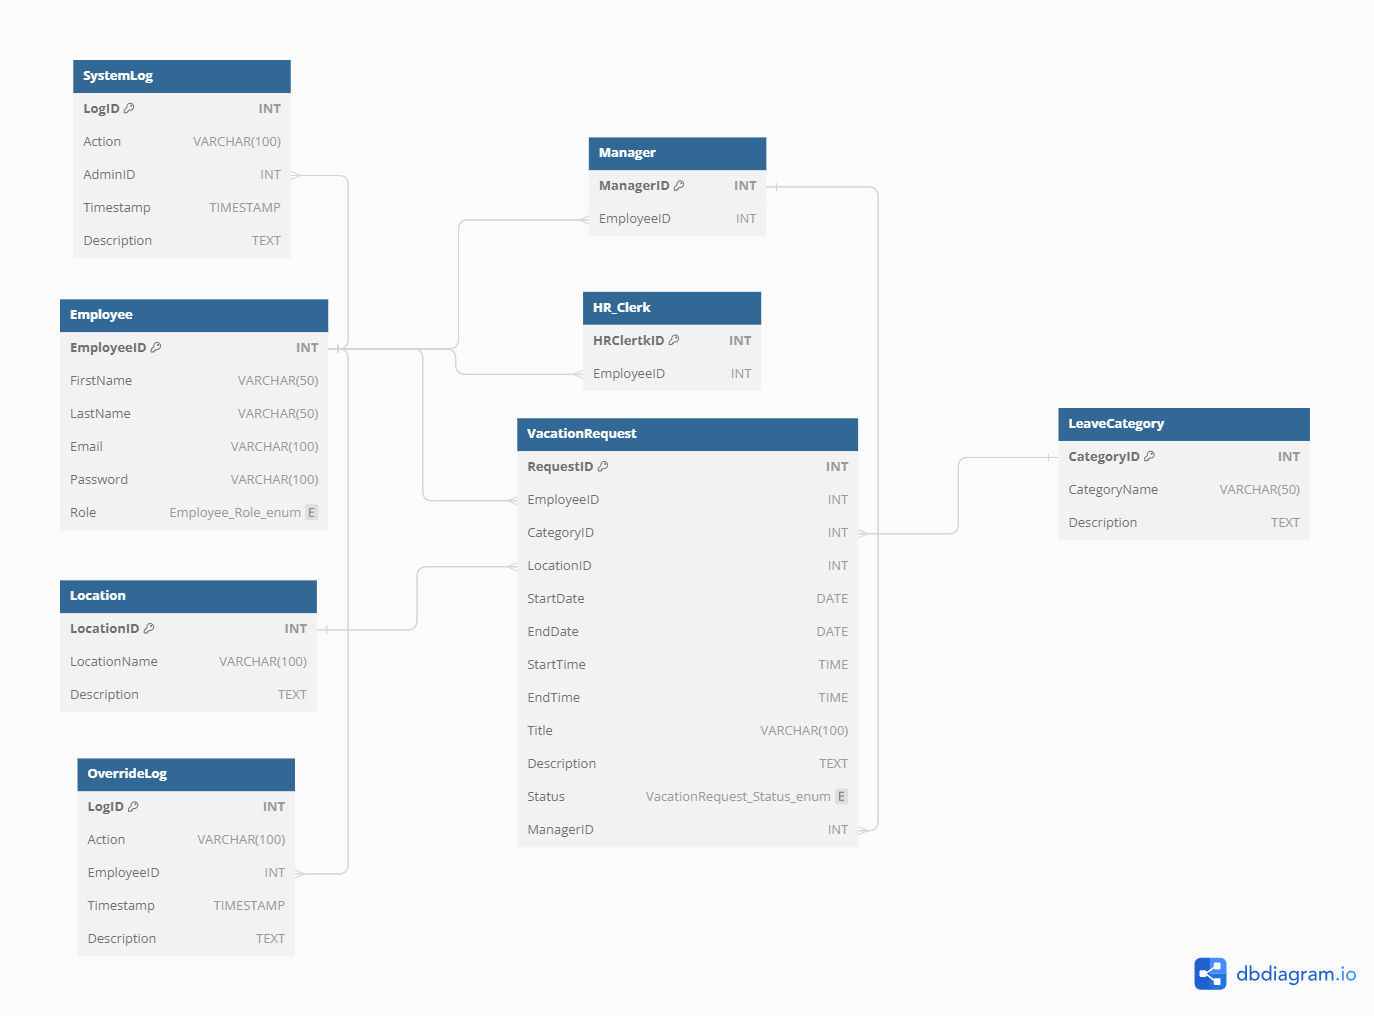 SystemLog
LogID INT
Action VARCHAR(100)
AdminID INT
Timestamp TIMESTAMP
Description TEXT
Employee
EmployeeID INT
FirstName VARCHAR(50)
LastName VARCHAR(50)
Email VARCHAR(100)
Password VARCHAR(100)
Role Employee_Role_enum E
Location
LocationID INT
LocationName VARCHAR(100)
Description TEXT
OverrideLog
LogID INT
Action VARCHAR(100)
EmployeeID INT
Timestamp TIMESTAMP
Description TEXT
Manager
ManagerID INT
EmployeeID INT
HR_Clerk
HRClertkID INT
EmployeeID INT
VacationRequest
RequestID INT
EmployeeID INT
CategoryID INT
LocationID INT
StartDate DATE
EndDate DATE
StartTime TIME
EndTime TIME
Title VARCHAR(100)
Description TEXT
Status VacationRequest_Status_enum E
ManagerID INT
LeaveCategory
CategoryID INT
CategoryName VARCHAR(50)
Description TEXT
dbdiagram.io